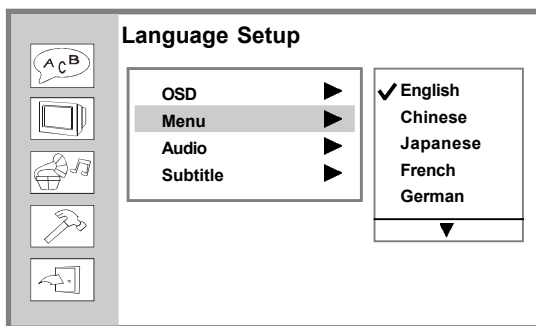 Language Setup
A C B
OSD
Menu
Audio
Subtitle
English
Chinese
Japanese
French
German